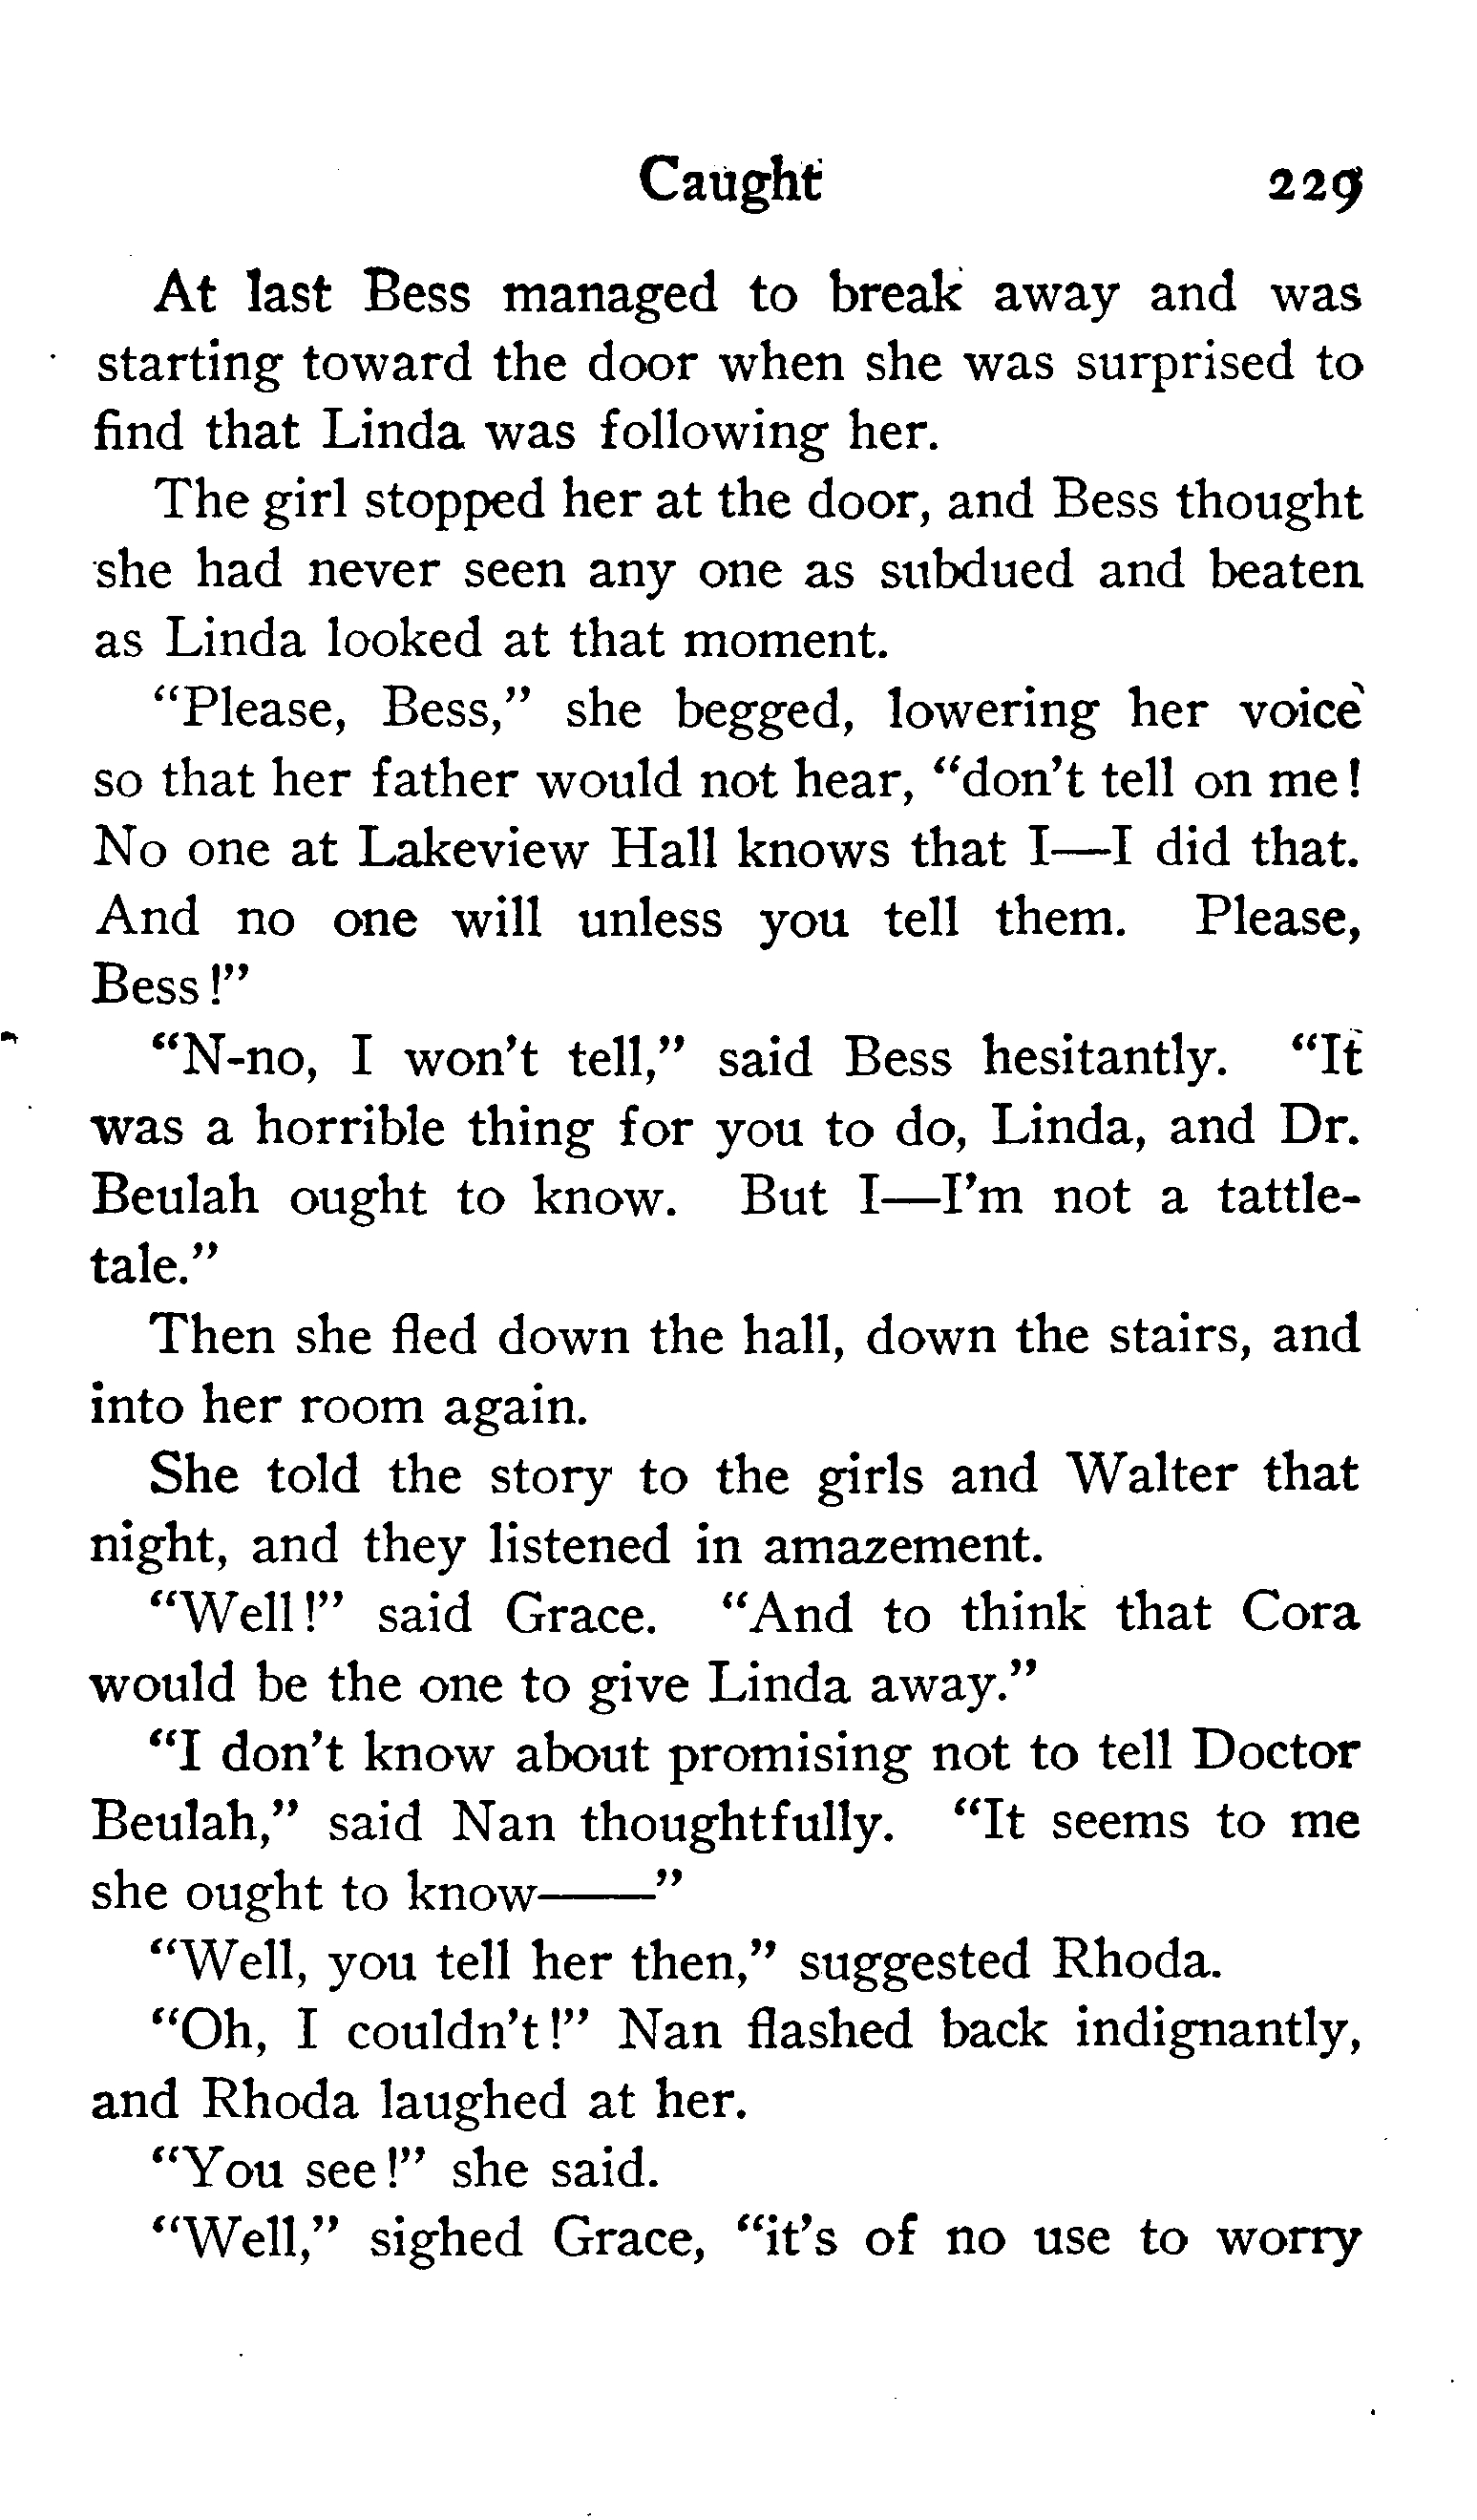 Caught 229
At last Bess managed to break away and was
starting toward the door when she was surprised to
find that Linda was following her.
The girl stopped her at the door, and Bess thought
she had never seen any one as subdued and beaten
as Linda looked at that moment.
“Please, Bess,” she begged, lowering her voice
so that her father would not hear, “don't tell on me!
No one at Lakeview Hall knows that I—I did that.
And no one will unless you tell them. Please,
Bess!”
“N-no, I won't tell,” said Bess hesitantly. “It
was a horrible thing for you to do, Linda, and Dr.
Beulah ought to know. But I—I'm not a tattle-
tale.”
Then she fled down the hall, down the stairs, and
into her room again.
She told the story to the girls and Walter that
night, and they listened in amazement.
“Well!” said Grace. “And to think that Cora
would be the one to give Linda away.”
“I don't know about promising not to tell Doctor
Beulah,” said Nan thoughtfully. “It seems to me
she ought to know——”
“Well, you tell her then,” suggested Rhoda.
“Oh, I couldn't!” Nan flashed back indignantly,
and Rhoda laughed at her.
“You see!” she said.
“Well,” sighed Grace, “it's of no use to worry